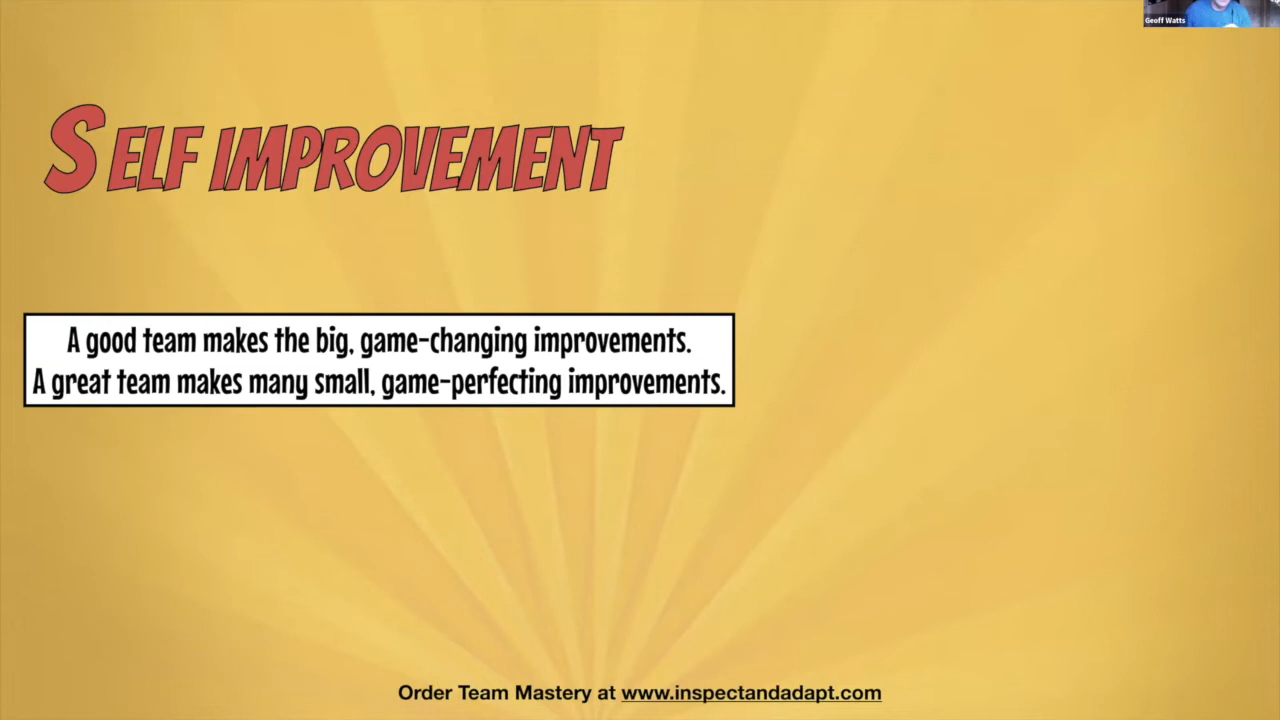 Geoff Watts
SELF IMPROVEMENT
A good team makes the big, game-changing improvements.
A great team makes many small, game-perfecting improvements.
Order Team Mastery at www.inspectandadapt.com